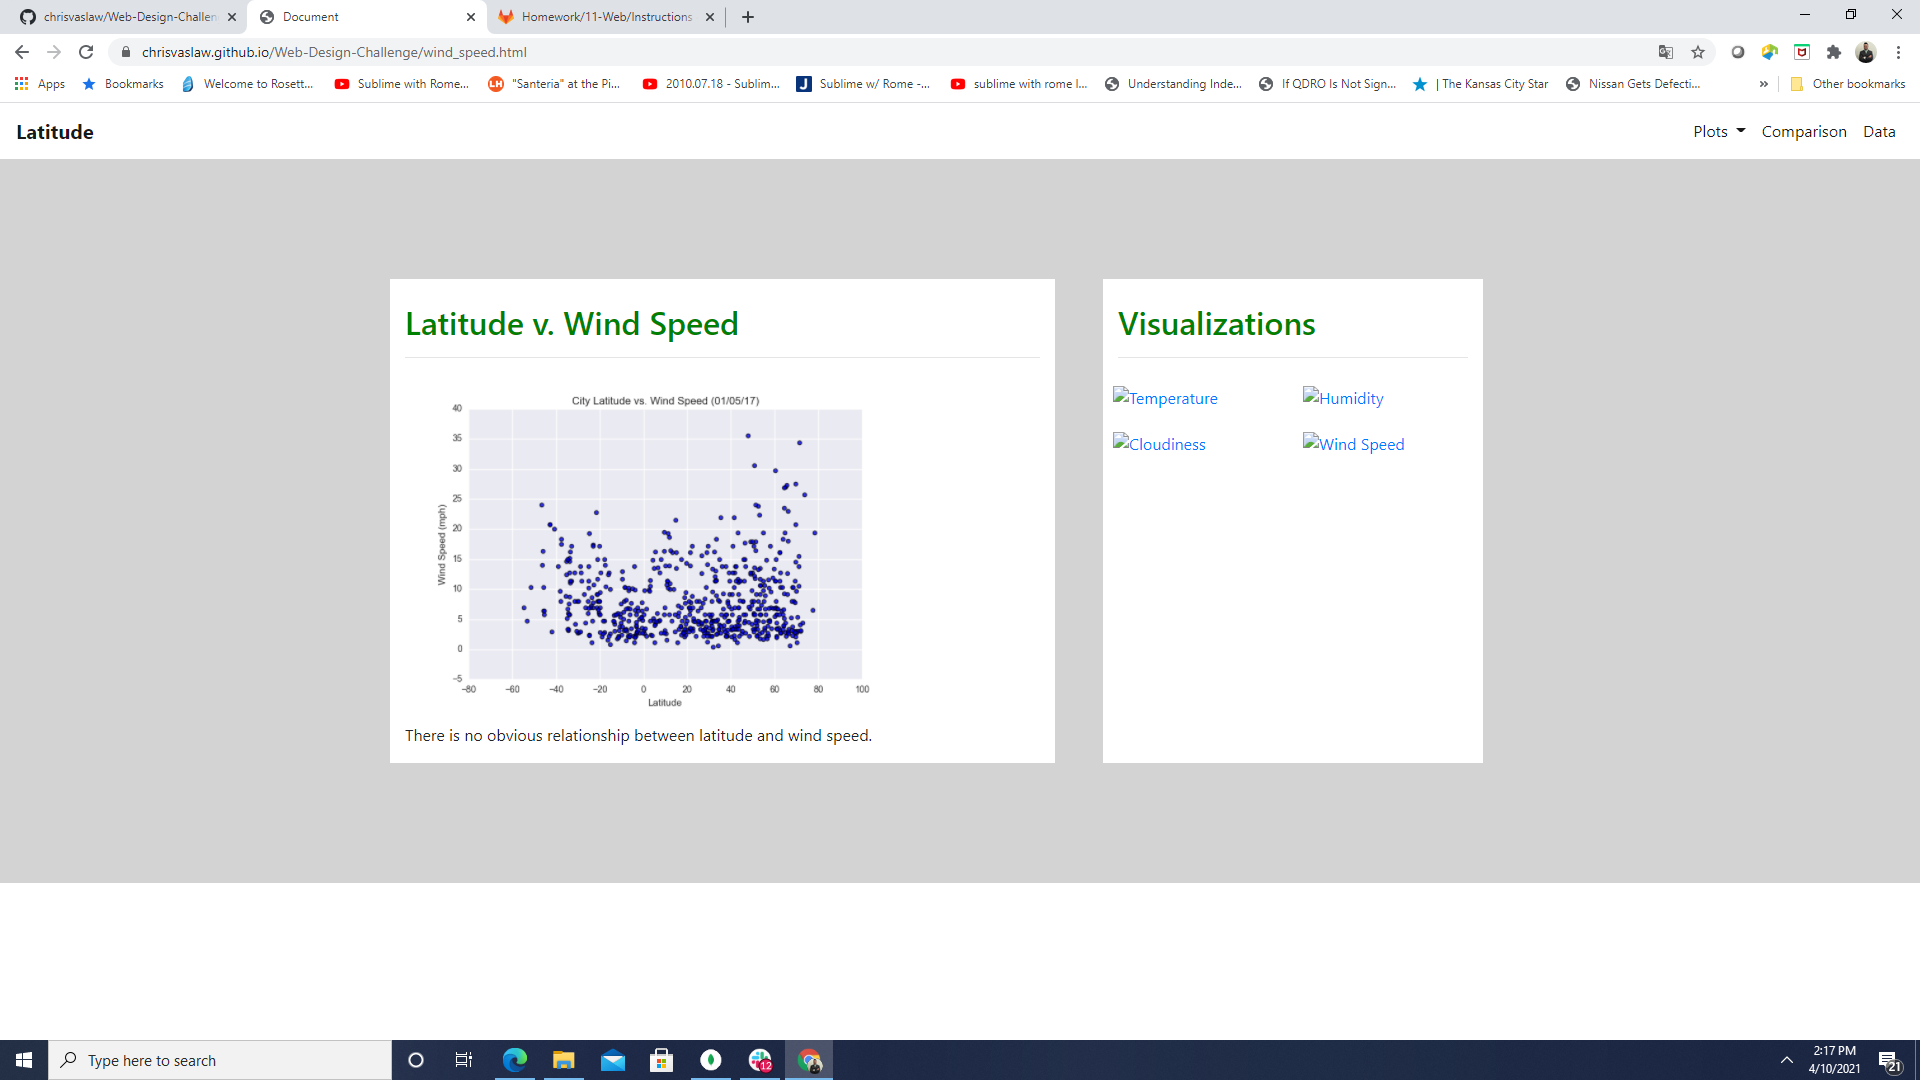 chrisvaslaw/Web-Design-Challen
Document
Homework/11-Web/Instructions
chrisvaslaw.github.io/Web-Design-Challenge/wind_speed.html
Apps
Bookmarks
Welcome to Rosett...
Sublime with Rome...
LH
"Santeria" at the Pi...
2010.07.18 - Sublim...
J
Sublime w/ Rome -...
sublime with rome l...
Understanding Inde...
If QDRO Is Not Sign...
| The Kansas City Star
Nissan Gets Defecti...
»
Other bookmarks
Latitude
Plots
Comparison
Data
Latitude v. Wind Speed
City Latitude vs. Wind Speed (01/05/17)
Wind Speed (mph)
40
35
30
25
20
15
10
5
0
−5
−80 −60 −40 −20 0 20 40 60 80 100
Latitude
There is no obvious relationship between latitude and wind speed.
Visualizations
Temperature
Humidity
Cloudiness
Wind Speed
Type here to search
12
2:17 PM
4/10/2021
21